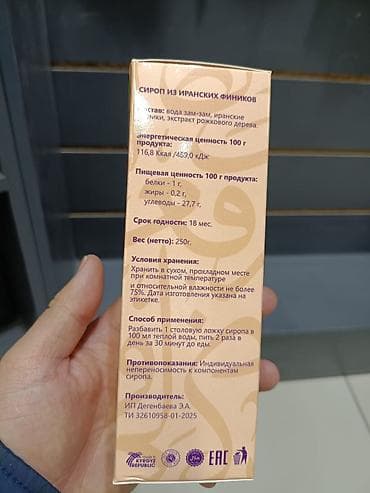 СИРОП ИЗ ИРАНСКИХ ФИНИКОВ
Состав: вода зам-зам, иранские
финики, экстракт рожкового дерева.
Энергетическая ценность 100 г
продукта:
116,8 Ккал /489,0 кДж
Пищевая ценность 100 г продукта:
белки - 1 г,
жиры - 0,2 г,
углеводы - 27,7 г.
Срок годности: 18 мес.
Вес (нетто): 250г.
Условия хранения:
Хранить в сухом, прохладном месте
при комнатной температуре
и относительной влажности не более
75%. Дата изготовления указана на
этикетке.
Способ применения:
Разбавить 1 столовую ложку сиропа в
100 мл теплой воды, пить 2 раза в
день за 30 минут до еды.
Противопоказания: Индивидуальная
непереносимость к компонентам
сиропа.
Производитель:
ИП Дегенбаева Э.А.
ТИ 32610958-01-2025
KYRGYZ
REPUBLIC
EAC